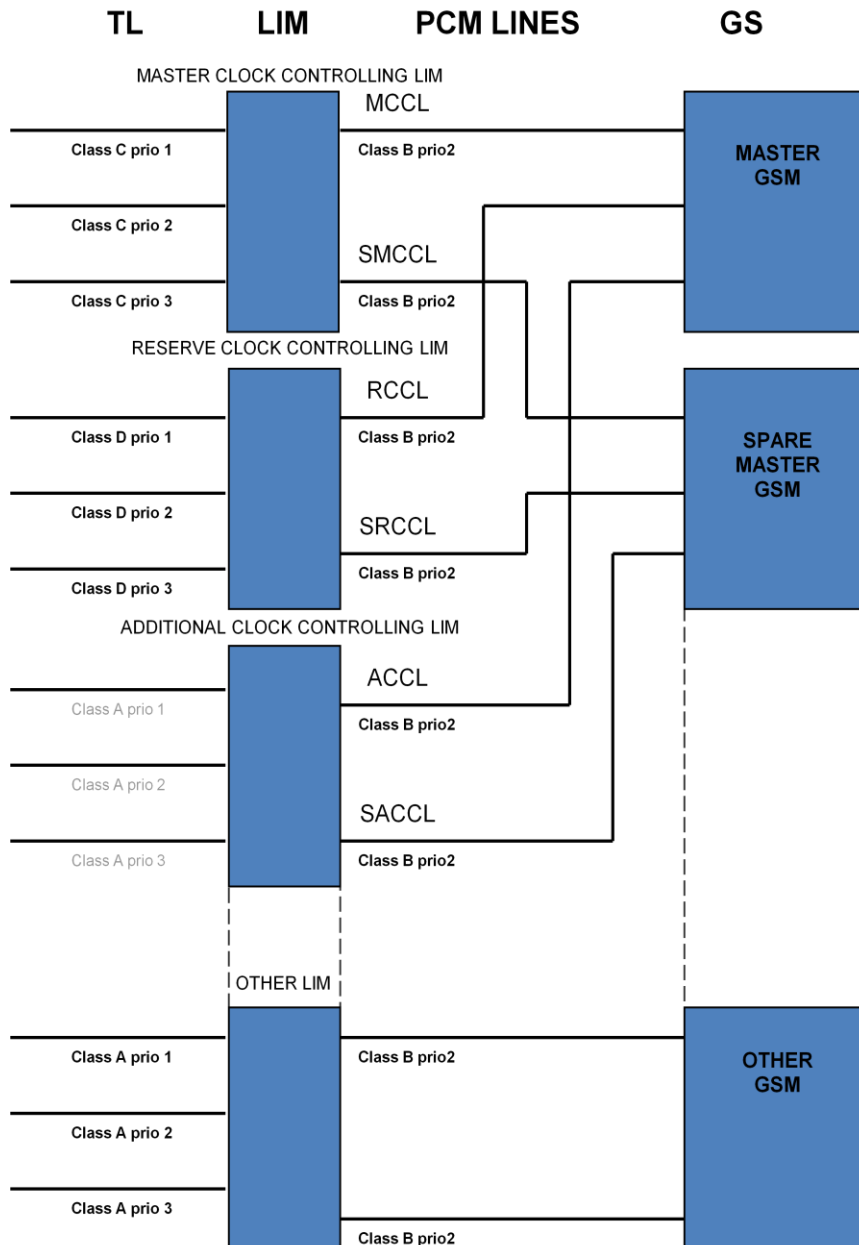 TL LIM PCM LINES GS
MASTER CLOCK CONTROLLING LIM
MCCL
Class C prio 1
Class B prio2
MASTER
GSM
Class C prio 2
SMCCL
Class C prio 3
Class B prio2
RESERVE CLOCK CONTROLLING LIM
RCCL
Class D prio 1
Class B prio2
SPARE
MASTER
GSM
Class D prio 2
SRCCL
Class B prio2
Class D prio 3
ADDITIONAL CLOCK CONTROLLING LIM
ACCL
Class A prio 1
Class B prio2
Class A prio 2
SACCL
Class A prio 3
Class B prio2
OTHER LIM
Class A prio 1
Class B prio2
OTHER
GSM
Class A prio 2
Class A prio 3
Class B prio2